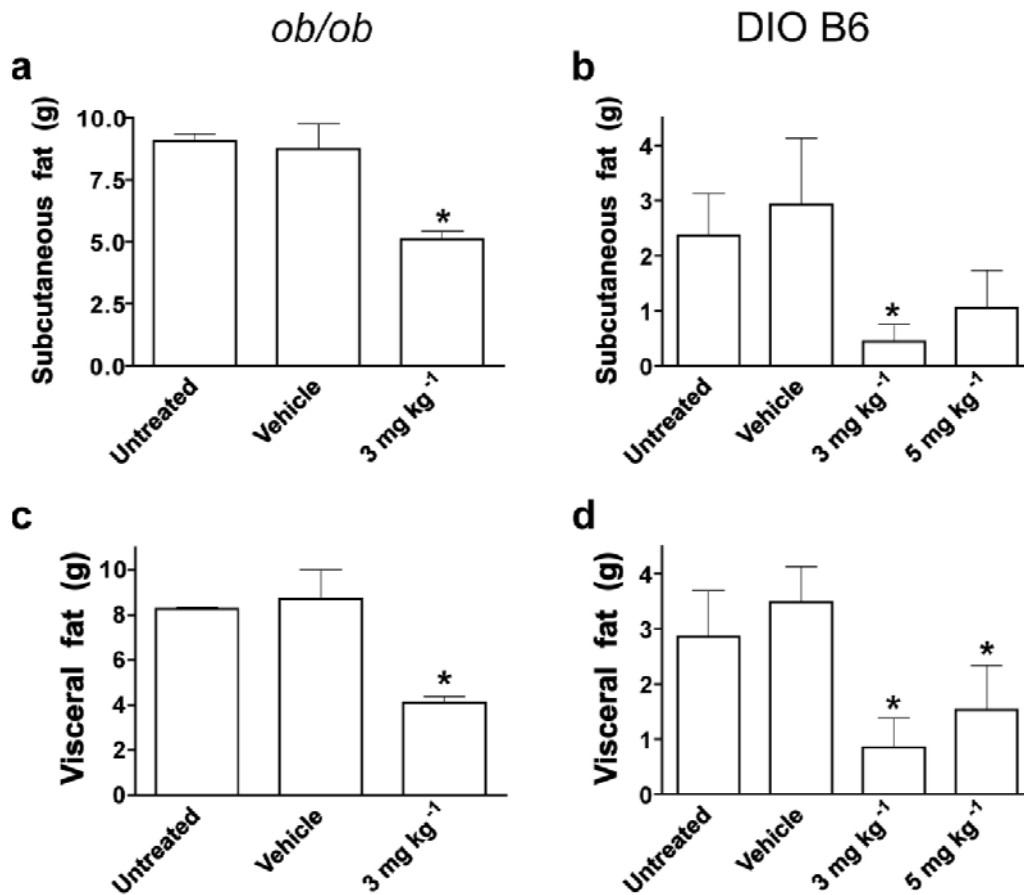 ob/ob
DIO B6
a
Subcutaneous fat (g)
10.0
7.5
5.0
2.5
0.0
*
Untreated
Vehicle
3 mg kg⁻¹
b
Subcutaneous fat (g)
4
3
2
1
0
*
Untreated
Vehicle
3 mg kg⁻¹
5 mg kg⁻¹
c
Visceral fat (g)
10
8
6
4
2
0
*
Untreated
Vehicle
3 mg kg⁻¹
d
Visceral fat (g)
4
3
2
1
0
*
*
Untreated
Vehicle
3 mg kg⁻¹
5 mg kg⁻¹